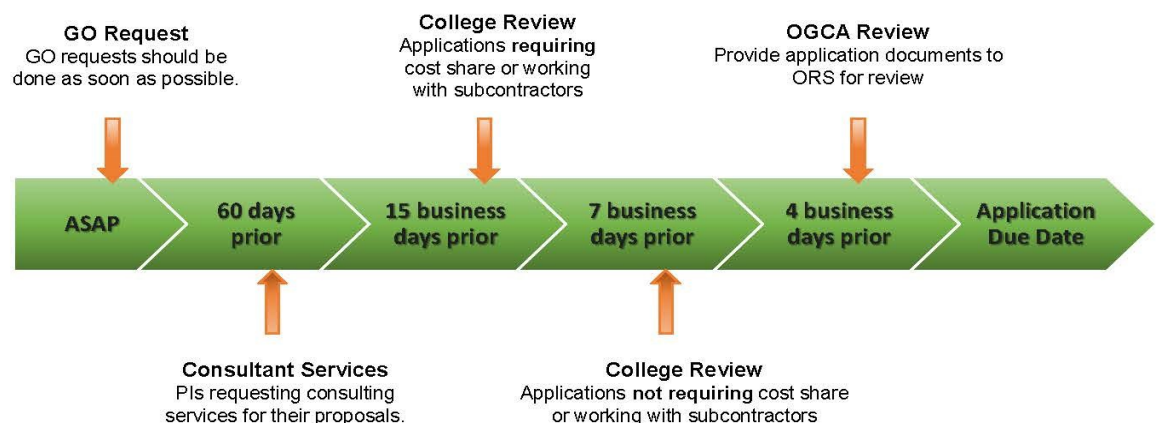 GO Request
GO requests should be
done as soon as possible.
College Review
Applications requiring
cost share or working
with subcontractors
OGCA Review
Provide application documents to
ORS for review
ASAP
60 days
prior
15 business
days prior
7 business
days prior
4 business
days prior
Application
Due Date
Consultant Services
PIs requesting consulting
services for their proposals.
College Review
Applications not requiring cost share
or working with subcontractors